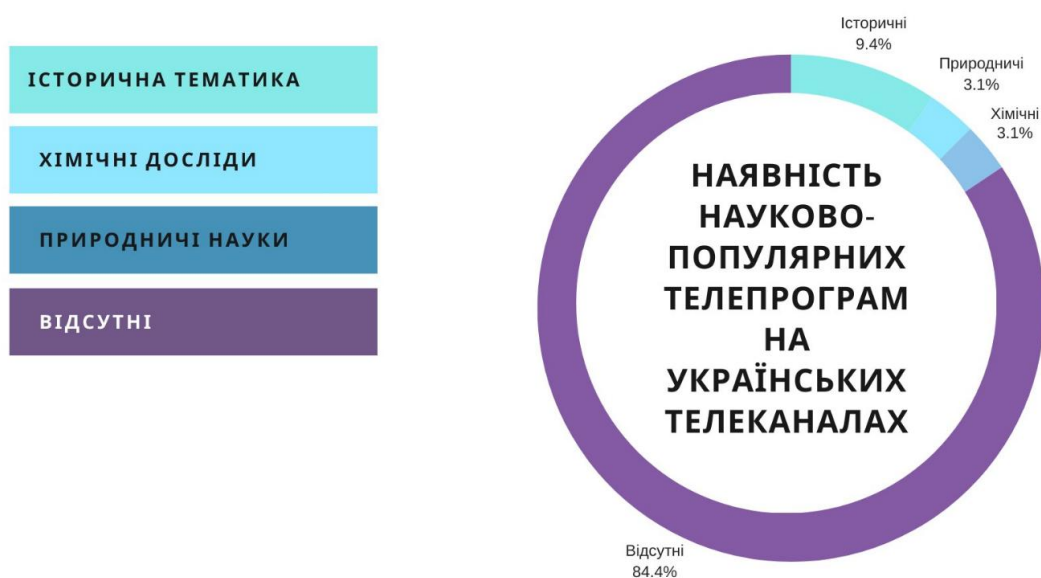 ІСТОРИЧНА ТЕМАТИКА
ХІМІЧНІ ДОСЛІДИ
ПРИРОДНИЧІ НАУКИ
ВІДСУТНІ
Історичні
9.4%
Природничі
3.1%
Хімічні
3.1%
НАЯВНІСТЬ
НАУКОВО-
ПОПУЛЯРНИХ
ТЕЛЕПРОГРАМ
НА
УКРАЇНСЬКИХ
ТЕЛЕКАНАЛАХ
Відсутні
84.4%